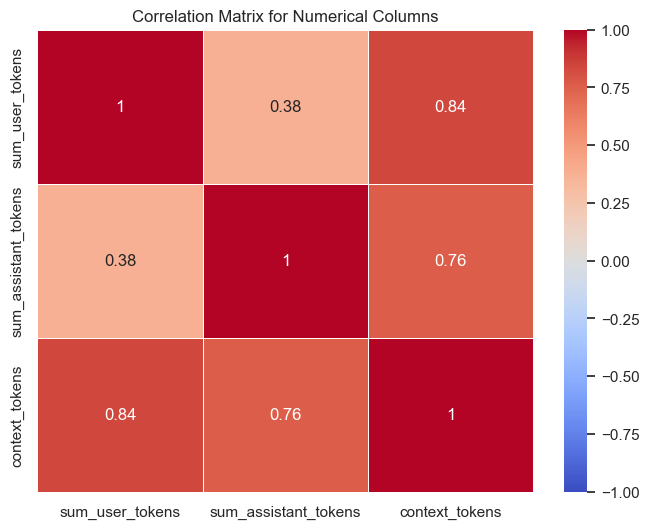 Correlation Matrix for Numerical Columns
sum_user_tokens
1
0.38
0.84
sum_assistant_tokens
0.38
1
0.76
context_tokens
0.84
0.76
1
sum_user_tokens
sum_assistant_tokens
context_tokens
1.00
0.75
0.50
0.25
0.00
−0.25
−0.50
−0.75
−1.00